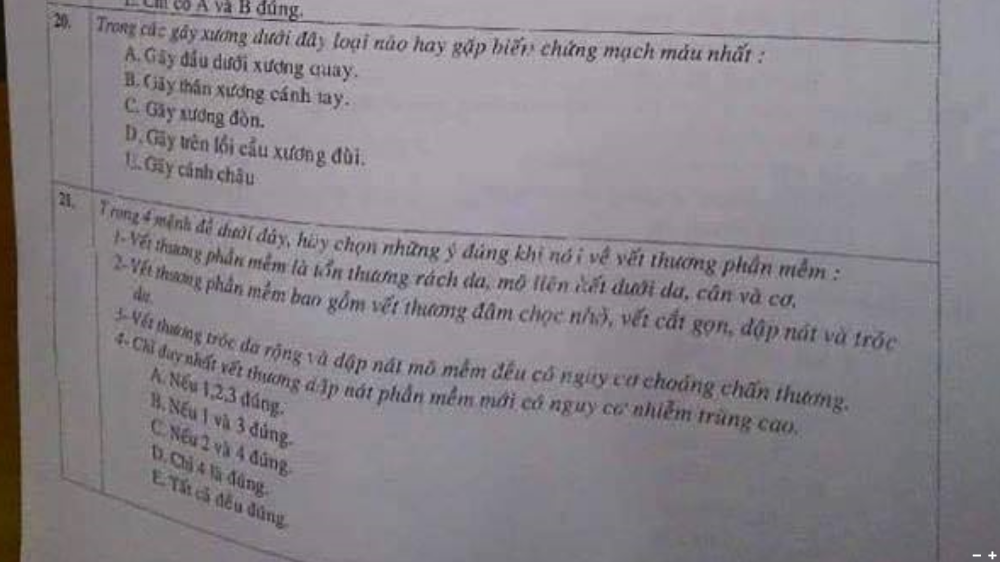 Chỉ có A và B đúng.
20. Trong các gãy xương dưới đây loại nào hay gặp biến chứng mạch máu nhất :
A. Gãy đầu dưới xương quay.
B. Gãy thân xương cánh tay.
C. Gãy xương đòn.
D. Gãy trên lồi cầu xương đùi.
E. Gãy cánh chậu
21. Trong 4 mệnh đề dưới đây, hãy chọn những ý đúng khi nói về vết thương phần mềm :
1- Vết thương phần mềm là tổn thương rách da, mô liên kết dưới da, cân và cơ.
2- Vết thương phần mềm bao gồm vết thương đâm chọc nhỏ, vết cắt gọn, dập nát và tróc
da.
3- Vết thương tróc da rộng và dập nát mô mềm đều có nguy cơ choáng chấn thương.
4- Chỉ duy nhất vết thương dập nát phần mềm mới có nguy cơ nhiễm trùng cao.
A. Nếu 1,2,3 đúng.
B. Nếu 1 và 3 đúng.
C. Nếu 2 và 4 đúng.
D. Chỉ 4 là đúng.
E. Tất cả đều đúng.